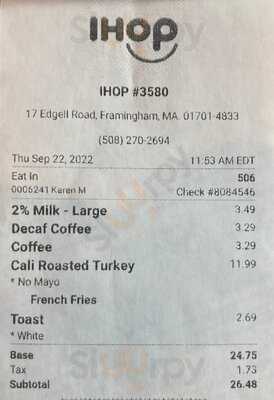 IHOP
IHOP #3580
17 Edgell Road, Framingham, MA. 01701-4833
(508) 270-2694
Thu Sep 22, 2022 11:53 AM EDT
Eat In 506
0006241 Karen M Check #8084546
2% Milk - Large 3.49
Decaf Coffee 3.29
Coffee 3.29
Cali Roasted Turkey 11.99
* No Mayo
French Fries
Toast 2.69
* White
Base 24.75
Tax 1.73
Subtotal 26.48
Sluurpy